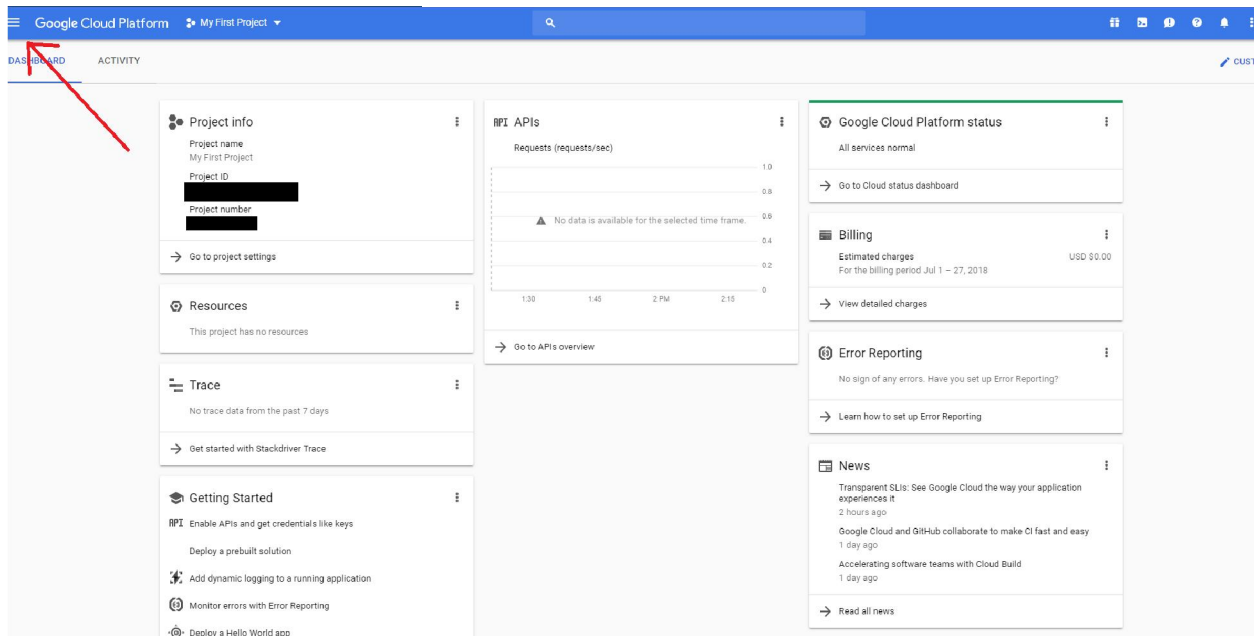 Google Cloud Platform
My First Project
DASHBOARD
ACTIVITY
CUST
Project info
Project name
My First Project
Project ID
Project number
Go to project settings
Resources
This project has no resources
Trace
No trace data from the past 7 days
Get started with Stackdriver Trace
Getting Started
API Enable APIs and get credentials like keys
Deploy a prebuilt solution
Add dynamic logging to a running application
Monitor errors with Error Reporting
Deploy a Hello World app
API APIs
Requests (requests/sec)
1.0
0.8
0.6
No data is available for the selected time frame.
0.4
0.2
0
1:30 1:45 2 PM 2:15
Go to APIs overview
Google Cloud Platform status
All services normal
Go to Cloud status dashboard
Billing
Estimated charges USD $0.00
For the billing period Jul 1 – 27, 2018
View detailed charges
Error Reporting
No sign of any errors. Have you set up Error Reporting?
Learn how to set up Error Reporting
News
Transparent SLIs: See Google Cloud the way your application
experiences it
2 hours ago
Google Cloud and GitHub collaborate to make CI fast and easy
1 day ago
Accelerating software teams with Cloud Build
1 day ago
Read all news